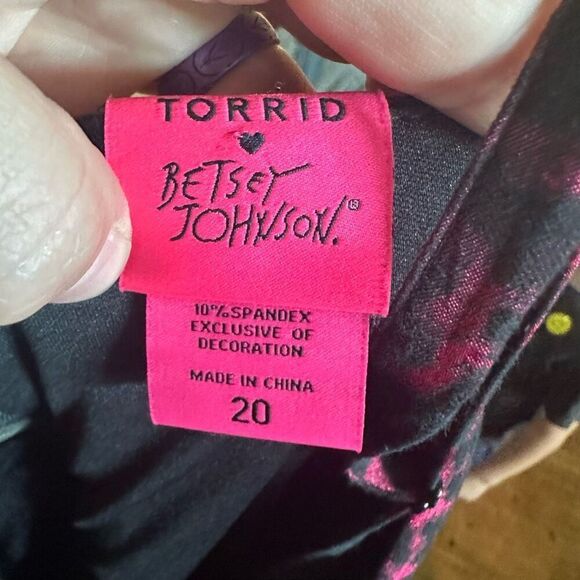 TORRID
BETSEY
JOHNSON.®
10% SPANDEX
EXCLUSIVE OF
DECORATION
MADE IN CHINA
20